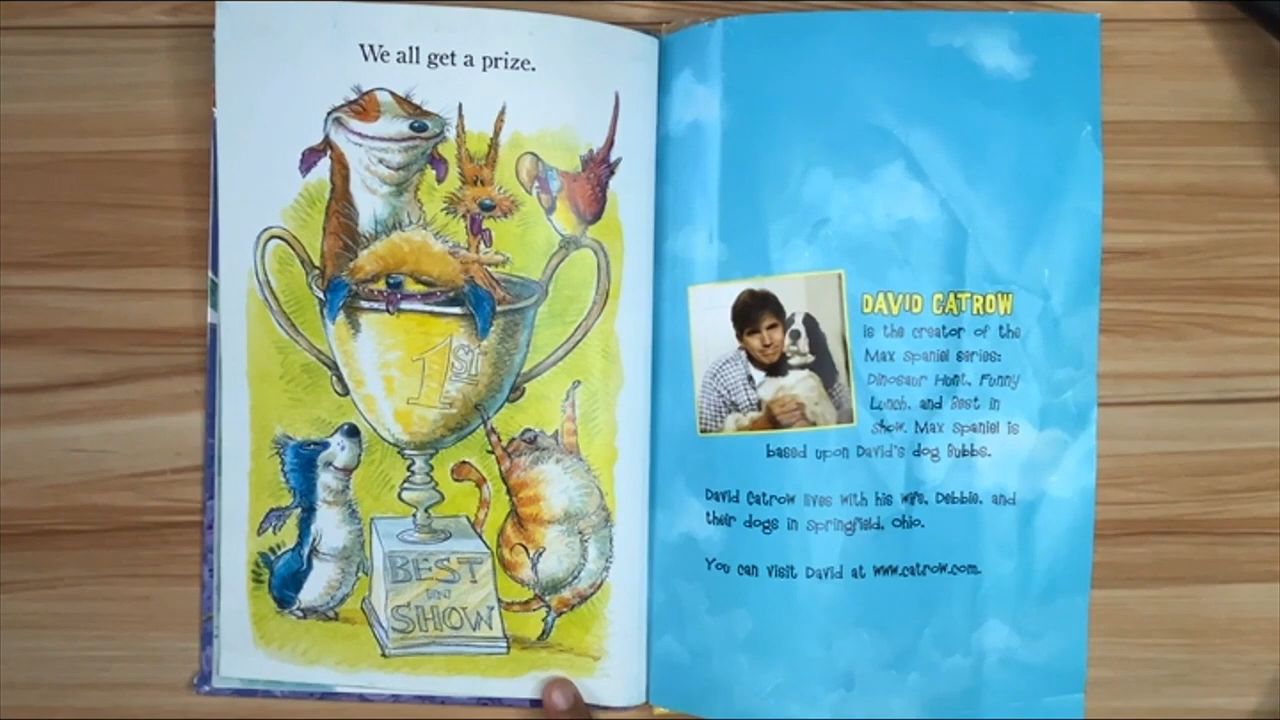 We all get a prize.
1ST
BEST
IN
SHOW
DAVID CATROW
is the creator of the
Max Spaniel series:
Dinosaur Hunt, Funny
Lunch, and Best in
Show. Max Spaniel is
based upon David's dog Bubbs.
David Catrow lives with his wife, Debbie, and
their dogs in Springfield, Ohio.
You can visit David at www.catrow.com.